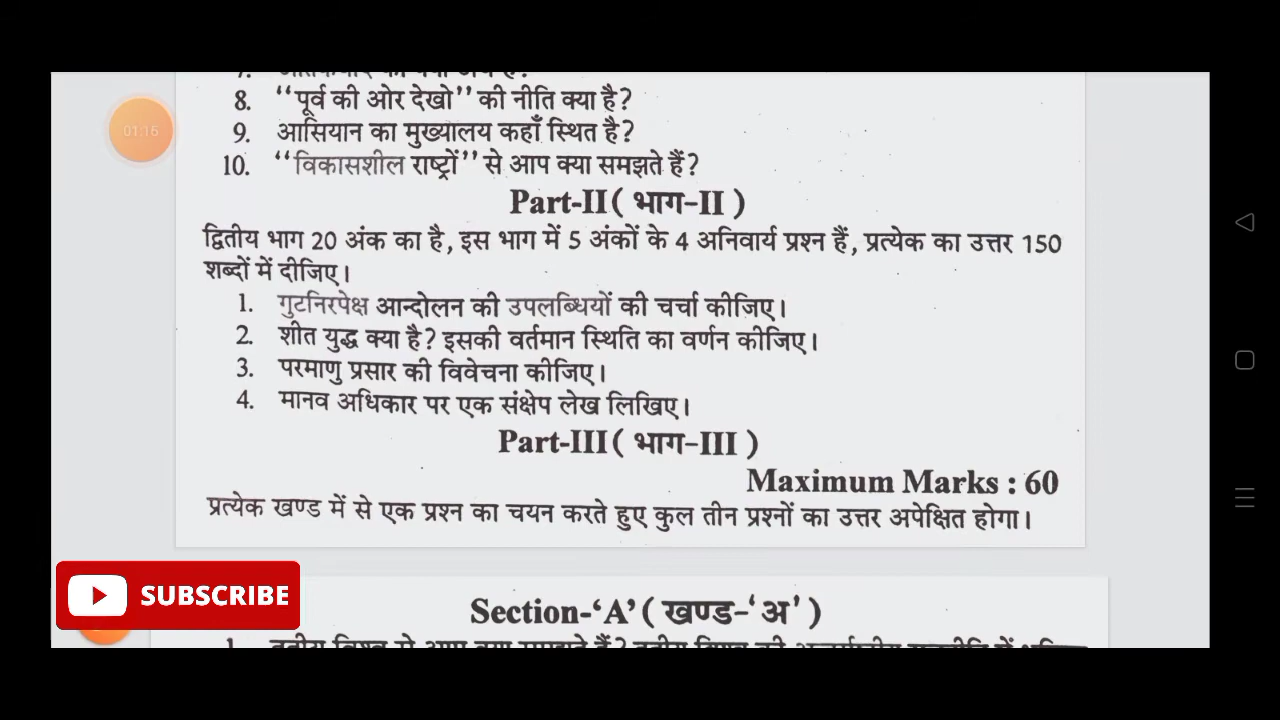 8. “पूर्व की ओर देखो” की नीति क्या है?
01:16
9. आसियान का मुख्यालय कहाँ स्थित है?
10. “विकासशील राष्ट्रों” से आप क्या समझते हैं?
Part-II ( भाग-II )
द्वितीय भाग 20 अंक का है, इस भाग में 5 अंकों के 4 अनिवार्य प्रश्न हैं, प्रत्येक का उत्तर 150
शब्दों में दीजिए।
1. गुटनिरपेक्ष आन्दोलन की उपलब्धियों की चर्चा कीजिए।
2. शीत युद्ध क्या है? इसकी वर्तमान स्थिति का वर्णन कीजिए।
3. परमाणु प्रसार की विवेचना कीजिए।
4. मानव अधिकार पर एक संक्षेप लेख लिखिए।
Part-III ( भाग-III )
Maximum Marks : 60
प्रत्येक खण्ड में से एक प्रश्न का चयन करते हुए कुल तीन प्रश्नों का उत्तर अपेक्षित होगा।
SUBSCRIBE
Section-‘A’ ( खण्ड-‘अ’ )